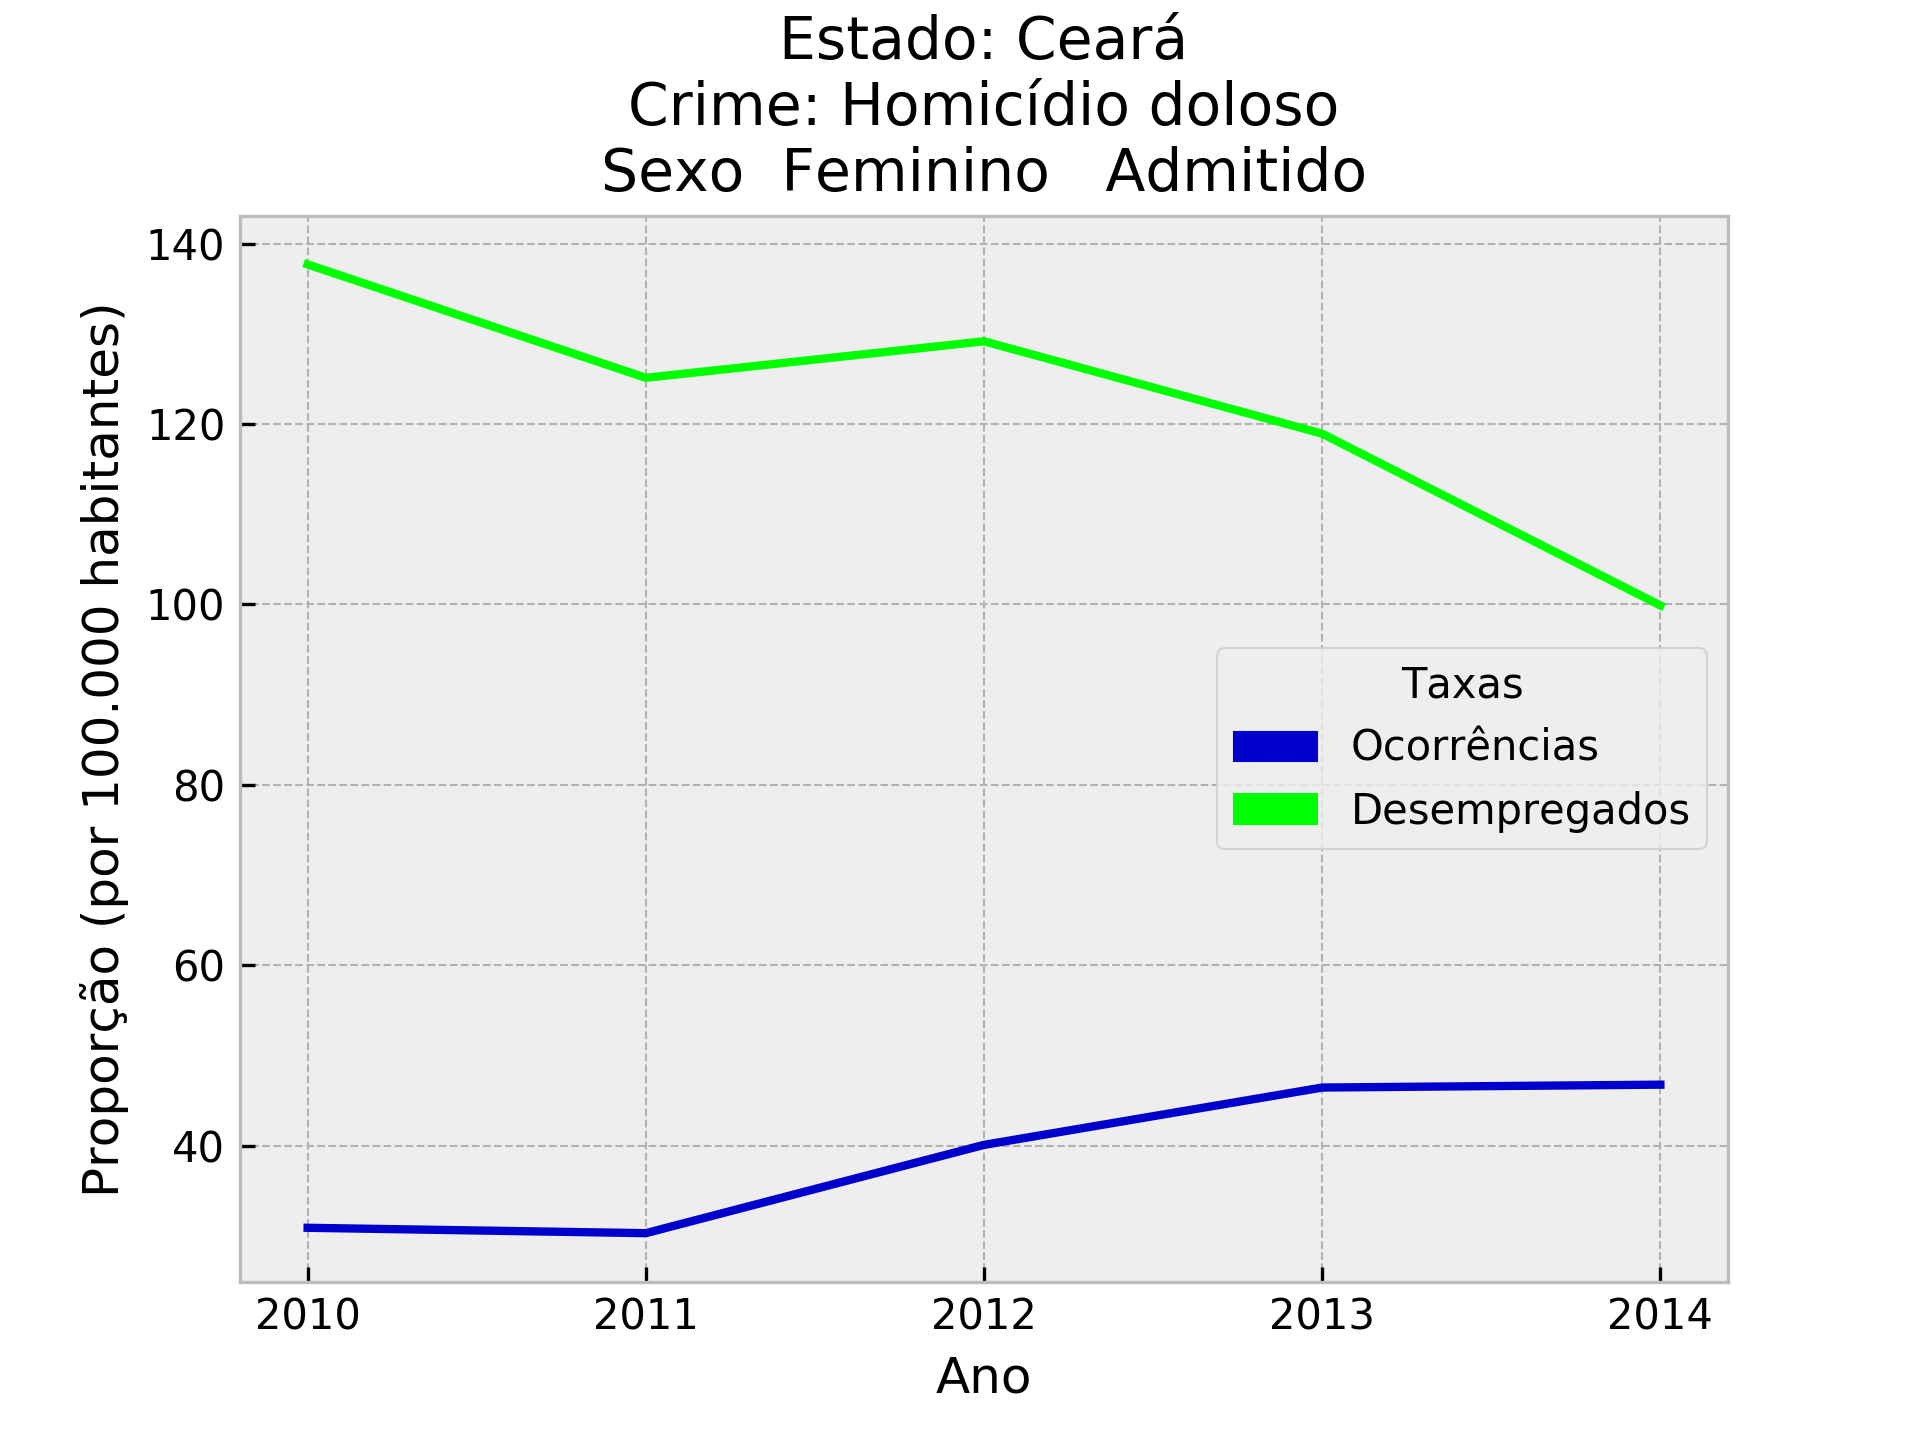 Estado: Ceará
Crime: Homicídio doloso
Sexo  Feminino   Admitido
Proporção (por 100.000 habitantes)
140
120
100
80
60
40
Taxas
Ocorrências
Desempregados
2010 2011 2012 2013 2014
Ano